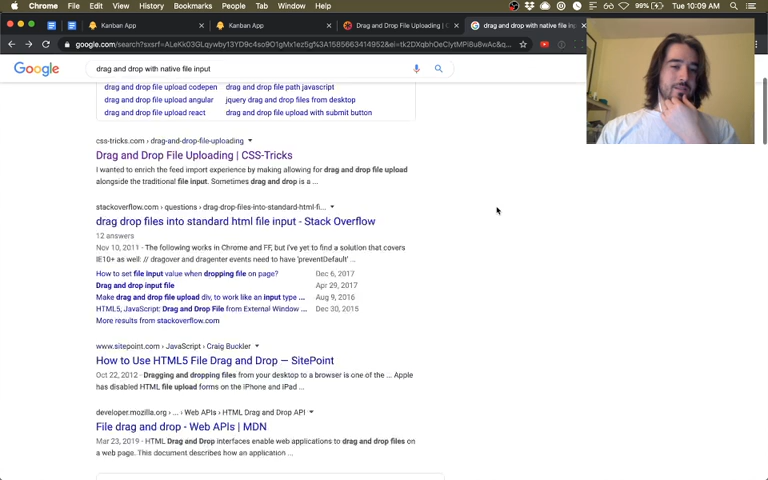 Chrome File Edit View History Bookmarks People Tab Window Help
99% Tue 10:09 AM
Kanban App
Kanban App
Drag and Drop File Uploading | C
drag and drop with native file in
google.com/search?sxsrf=ALeKk03GLqywby13YD9c4so9O1gMx1ez5g%3A1585663414952&ei=tk2DXqbhOeClytMPi8u8wAc&q...
Google
drag and drop with native file input
drag and drop file upload codepen
drag and drop file path javascript
drag and drop file upload angular
jquery drag and drop files from desktop
drag and drop file upload react
drag and drop file upload with submit button
css-tricks.com › drag-and-drop-file-uploading
Drag and Drop File Uploading | CSS-Tricks
I wanted to enrich the feed import experience by making allowing for drag and drop file upload
alongside the traditional file input. Sometimes drag and drop is a ...
stackoverflow.com › questions › drag-drop-files-into-standard-html-fi...
drag drop files into standard html file input - Stack Overflow
12 answers
Nov 10, 2011 - The following works in Chrome and FF, but i've yet to find a solution that covers
IE10+ as well: // dragover and dragenter events need to have 'preventDefault' ...
How to set file input value when dropping file on page? Dec 6, 2017
Drag and drop input file Apr 29, 2017
Make drag and drop file upload div, to work like an input type ... Aug 9, 2016
HTML5, JavaScript: Drag and Drop File from External Window ... Dec 30, 2015
More results from stackoverflow.com
www.sitepoint.com › JavaScript › Craig Buckler
How to Use HTML5 File Drag and Drop — SitePoint
Oct 22, 2012 - Dragging and dropping files from your desktop to a browser is one of the ... Apple
has disabled HTML file upload forms on the iPhone and iPad ...
developer.mozilla.org › ... › Web APIs › HTML Drag and Drop API
File drag and drop - Web APIs | MDN
Mar 23, 2019 - HTML Drag and Drop interfaces enable web applications to drag and drop files on
a web page. This document describes how an application ...